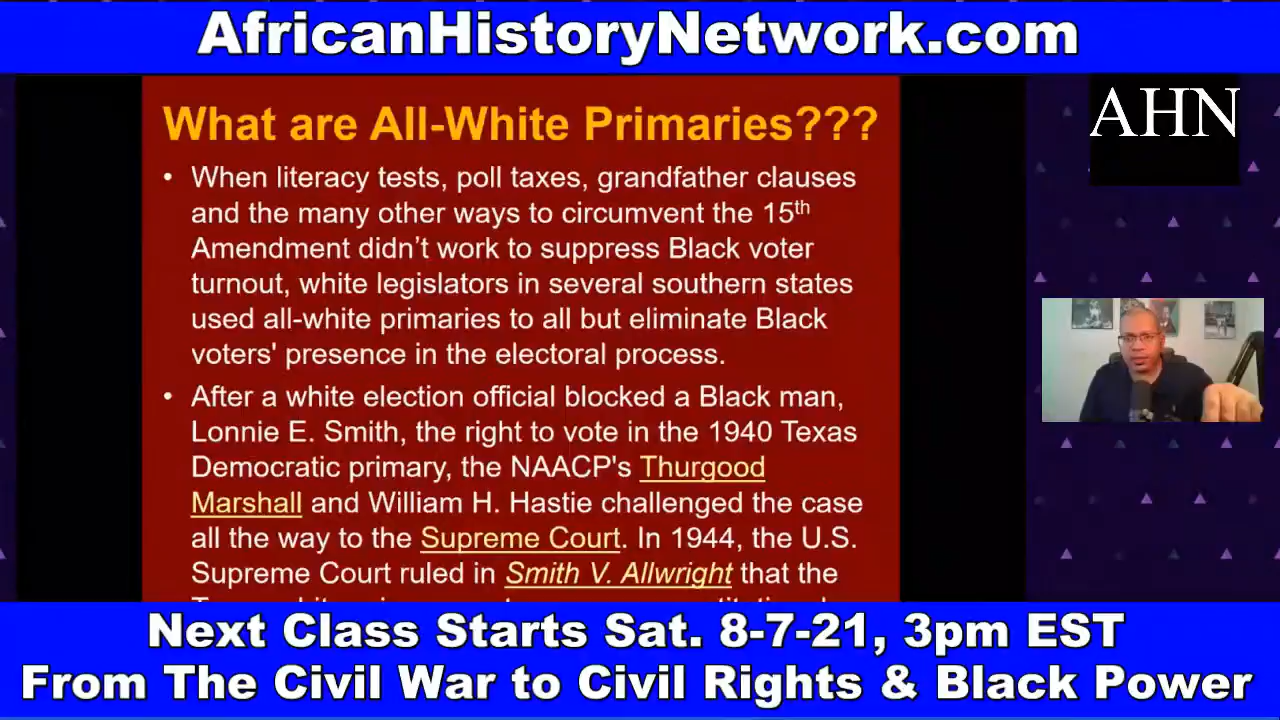 AfricanHistoryNetwork.com
AHN
What are All-White Primaries???
• When literacy tests, poll taxes, grandfather clauses
and the many other ways to circumvent the 15th
Amendment didn’t work to suppress Black voter
turnout, white legislators in several southern states
used all-white primaries to all but eliminate Black
voters' presence in the electoral process.
• After a white election official blocked a Black man,
Lonnie E. Smith, the right to vote in the 1940 Texas
Democratic primary, the NAACP's Thurgood
Marshall and William H. Hastie challenged the case
all the way to the Supreme Court. In 1944, the U.S.
Supreme Court ruled in Smith V. Allwright that the
Next Class Starts Sat. 8-7-21, 3pm EST
From The Civil War to Civil Rights & Black Power